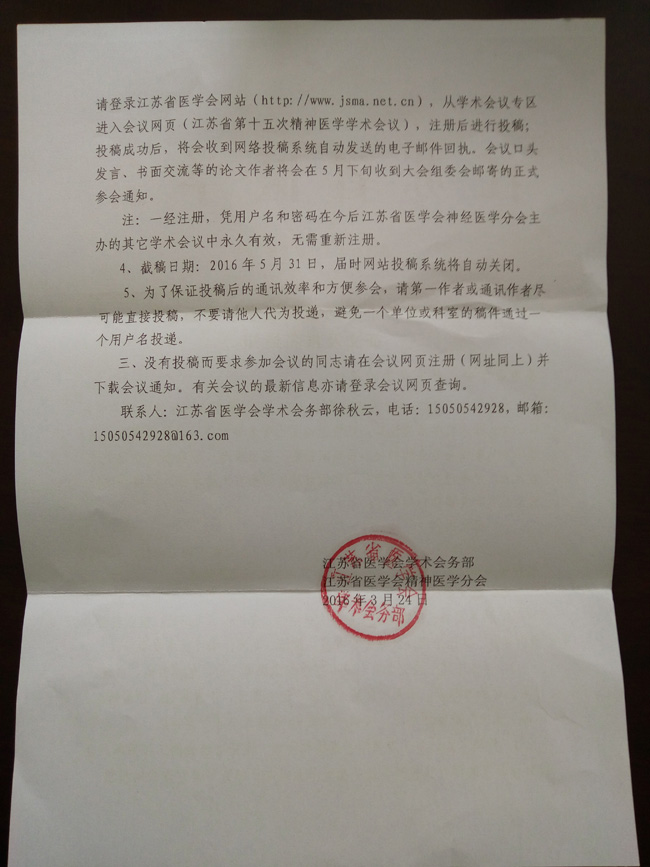 请登录江苏省医学会网站（http://www.jsma.net.cn），从学术会议专区
进入会议网页（江苏省第十五次精神医学学术会议），注册后进行投稿；
投稿成功后，将会收到网络投稿系统自动发送的电子邮件回执。会议口头
发言、书面交流等的论文作者将会在5月下旬收到大会组委会邮寄的正式
参会通知。
注：一经注册，凭用户名和密码在今后江苏省医学会神经医学分会主
办的其它学术会议中永久有效，无需重新注册。
4、截稿日期：2016年5月31日，届时网站投稿系统将自动关闭。
5、为了保证投稿后的通讯效率和方便参会，请第一作者或通讯作者尽
可能直接投稿，不要请他人代为投递，避免一个单位或科室的稿件通过一
个用户名投递。
三、没有投稿而要求参加会议的同志请在会议网页注册（网址同上）并
下载会议通知。有关会议的最新信息亦请登录会议网页查询。
联系人：江苏省医学会学术会务部徐秋云，电话：15050542928，邮箱：
15050542928@163.com
江苏省医学会学术会务部
江苏省医学会精神医学分会
2016年3月24日
江苏省医学会
学术会务部